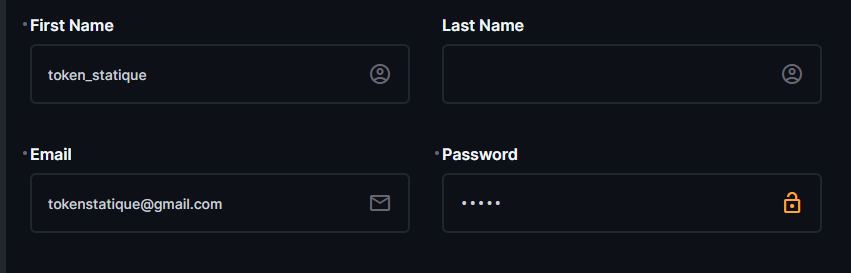 First Name
Last Name
token_statique
Email
Password
tokenstatique@gmail.com
•••••